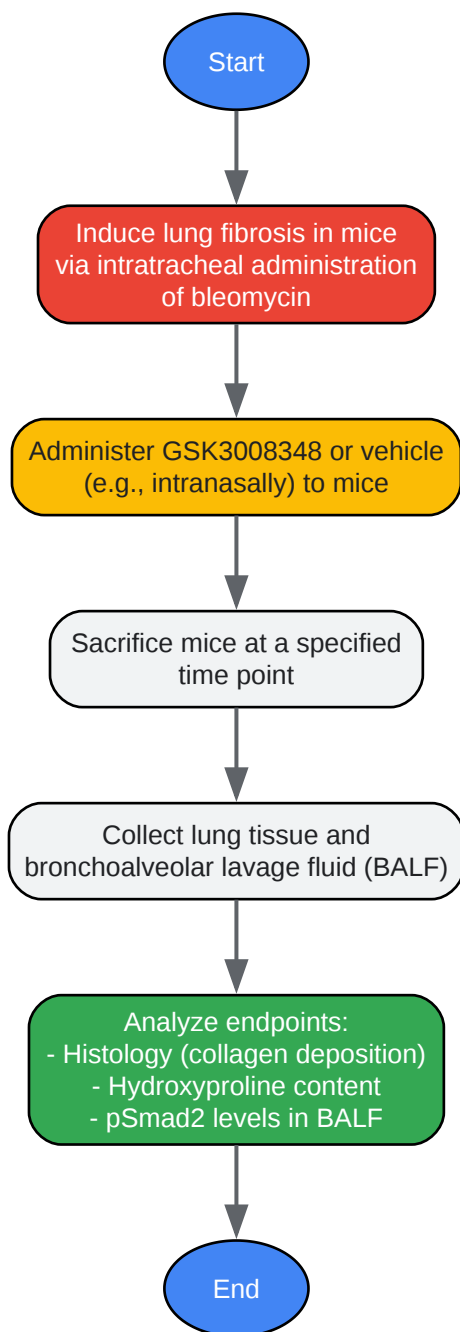 Start
Induce lung fibrosis in mice
via intratracheal administration
of bleomycin
Administer GSK3008348 or vehicle
(e.g., intranasally) to mice
Sacrifice mice at a specified
time point
Collect lung tissue and
bronchoalveolar lavage fluid (BALF)
Analyze endpoints:
- Histology (collagen deposition)
- Hydroxyproline content
- pSmad2 levels in BALF
End